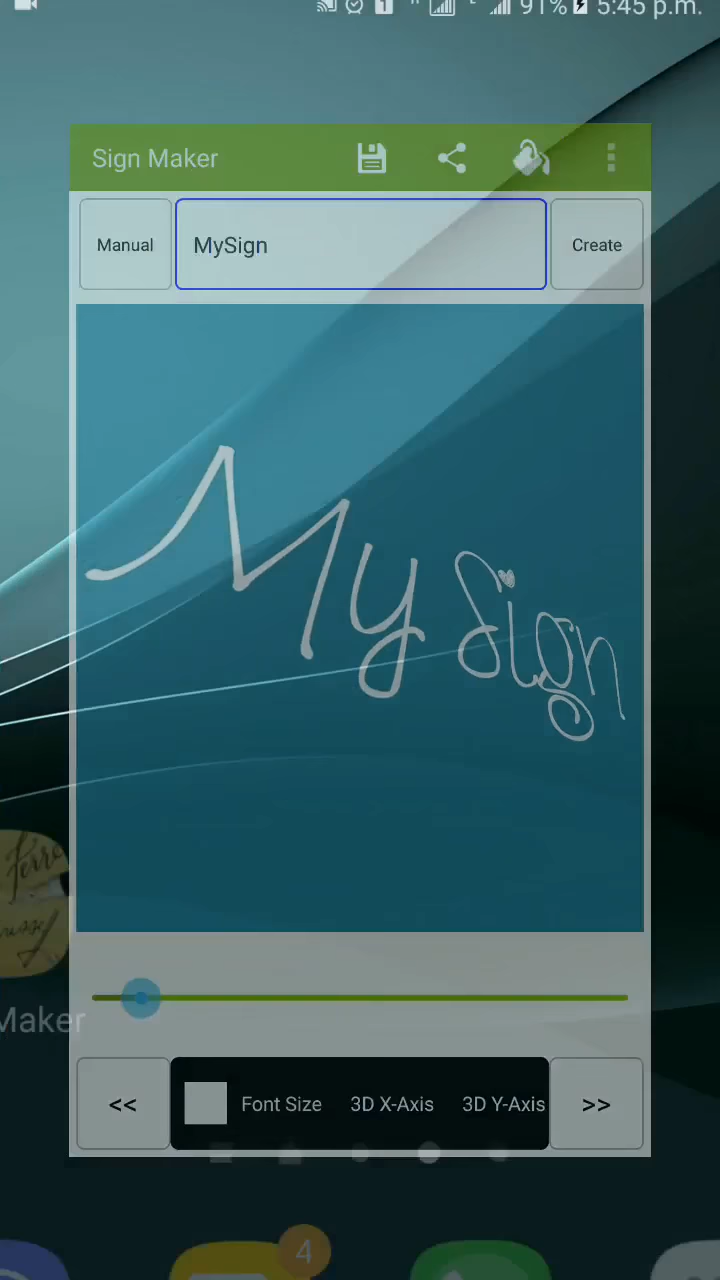 91% 5:45 p.m.
Sign Maker
Manual
MySign
Create
My Sign
Maker
<<
Font Size
3D X-Axis
3D Y-Axis
>>
4